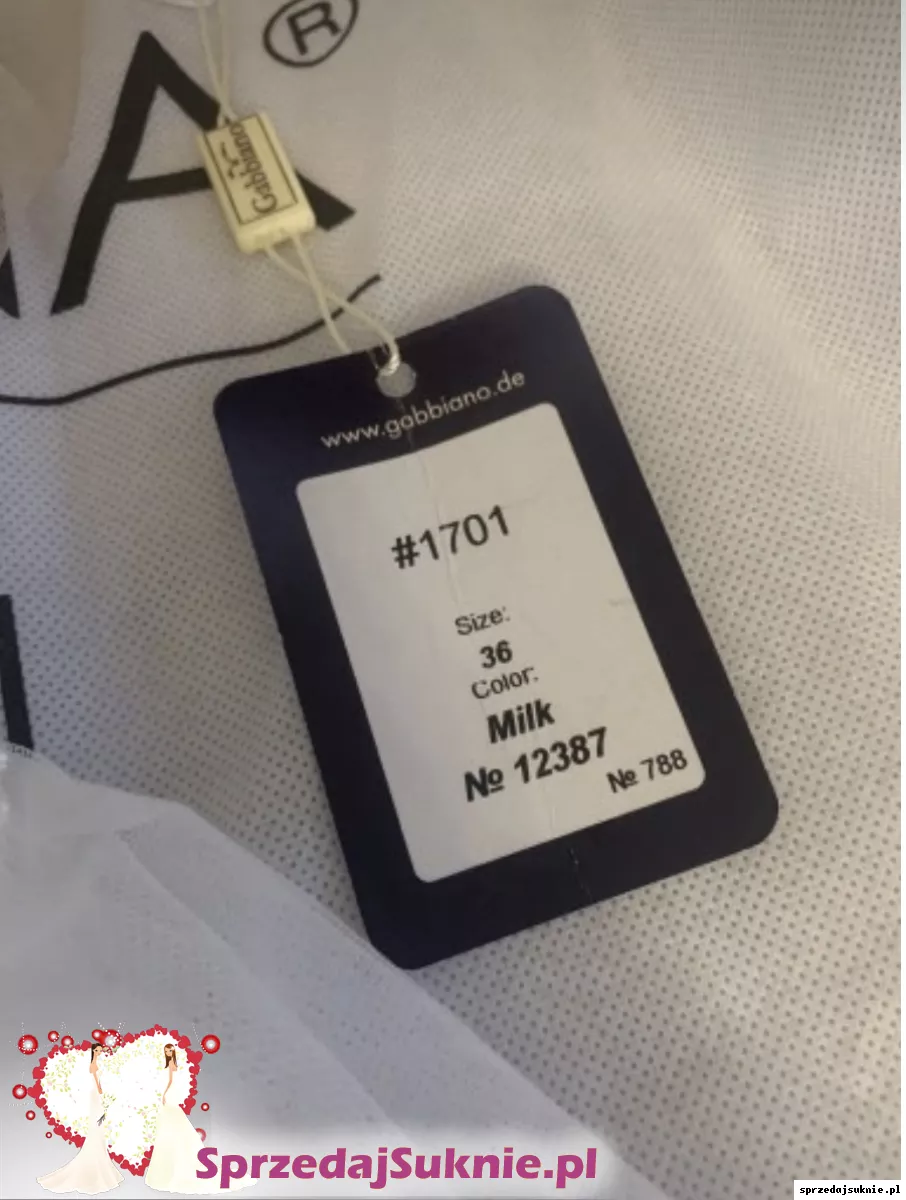 ®
A
Gabbiano
www.gabbiano.de
#1701
Size:
36
Color:
Milk
№ 12387
№ 788
SprzedajSuknie.pl
sprzedajsuknie.pl